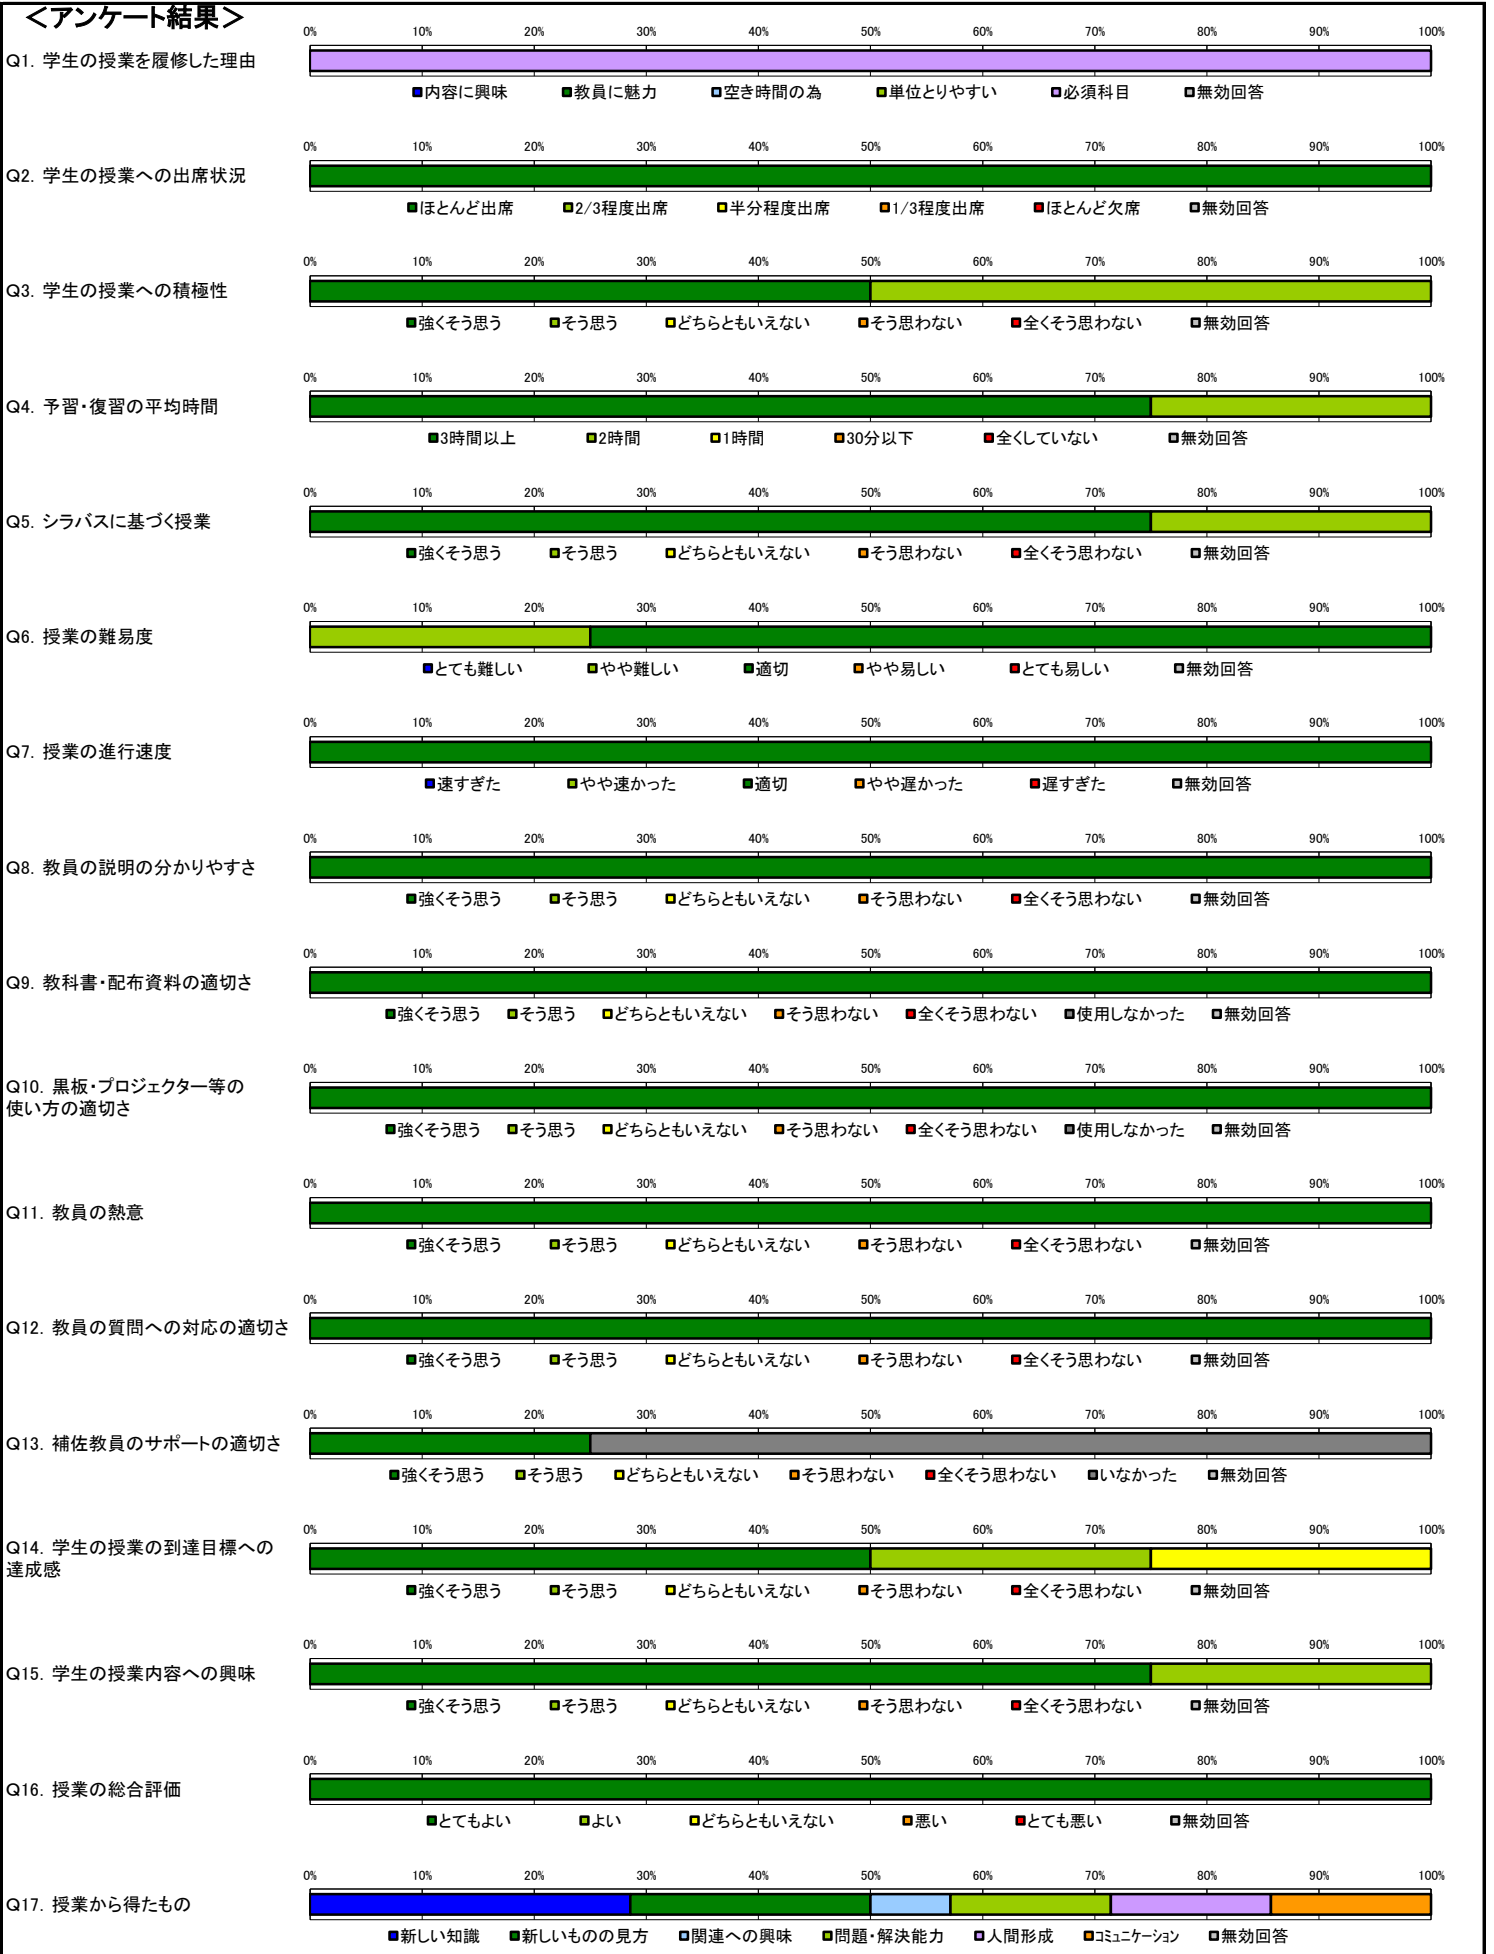 ＜アンケート結果＞
0% 10% 20% 30% 40% 50% 60% 70% 80% 90% 100%
Q1. 学生の授業を履修した理由
内容に興味 教員に魅力 空き時間の為 単位とりやすい 必須科目 無効回答
0% 10% 20% 30% 40% 50% 60% 70% 80% 90% 100%
Q2. 学生の授業への出席状況
ほとんど出席 2/3程度出席 半分程度出席 1/3程度出席 ほとんど欠席 無効回答
0% 10% 20% 30% 40% 50% 60% 70% 80% 90% 100%
Q3. 学生の授業への積極性
強くそう思う そう思う どちらともいえない そう思わない 全くそう思わない 無効回答
0% 10% 20% 30% 40% 50% 60% 70% 80% 90% 100%
Q4. 予習・復習の平均時間
3時間以上 2時間 1時間 30分以下 全くしていない 無効回答
0% 10% 20% 30% 40% 50% 60% 70% 80% 90% 100%
Q5. シラバスに基づく授業
強くそう思う そう思う どちらともいえない そう思わない 全くそう思わない 無効回答
0% 10% 20% 30% 40% 50% 60% 70% 80% 90% 100%
Q6. 授業の難易度
とても難しい やや難しい 適切 やや易しい とても易しい 無効回答
0% 10% 20% 30% 40% 50% 60% 70% 80% 90% 100%
Q7. 授業の進行速度
速すぎた やや速かった 適切 やや遅かった 遅すぎた 無効回答
0% 10% 20% 30% 40% 50% 60% 70% 80% 90% 100%
Q8. 教員の説明の分かりやすさ
強くそう思う そう思う どちらともいえない そう思わない 全くそう思わない 無効回答
0% 10% 20% 30% 40% 50% 60% 70% 80% 90% 100%
Q9. 教科書・配布資料の適切さ
強くそう思う そう思う どちらともいえない そう思わない 全くそう思わない 使用しなかった 無効回答
0% 10% 20% 30% 40% 50% 60% 70% 80% 90% 100%
Q10. 黒板・プロジェクター等の
使い方の適切さ
強くそう思う そう思う どちらともいえない そう思わない 全くそう思わない 使用しなかった 無効回答
0% 10% 20% 30% 40% 50% 60% 70% 80% 90% 100%
Q11. 教員の熱意
強くそう思う そう思う どちらともいえない そう思わない 全くそう思わない 無効回答
0% 10% 20% 30% 40% 50% 60% 70% 80% 90% 100%
Q12. 教員の質問への対応の適切さ
強くそう思う そう思う どちらともいえない そう思わない 全くそう思わない 無効回答
0% 10% 20% 30% 40% 50% 60% 70% 80% 90% 100%
Q13. 補佐教員のサポートの適切さ
強くそう思う そう思う どちらともいえない そう思わない 全くそう思わない いなかった 無効回答
0% 10% 20% 30% 40% 50% 60% 70% 80% 90% 100%
Q14. 学生の授業の到達目標への
達成感
強くそう思う そう思う どちらともいえない そう思わない 全くそう思わない 無効回答
0% 10% 20% 30% 40% 50% 60% 70% 80% 90% 100%
Q15. 学生の授業内容への興味
強くそう思う そう思う どちらともいえない そう思わない 全くそう思わない 無効回答
0% 10% 20% 30% 40% 50% 60% 70% 80% 90% 100%
Q16. 授業の総合評価
とてもよい よい どちらともいえない 悪い とても悪い 無効回答
0% 10% 20% 30% 40% 50% 60% 70% 80% 90% 100%
Q17. 授業から得たもの
新しい知識 新しいものの見方 関連への興味 問題・解決能力 人間形成 コミュニケーション 無効回答